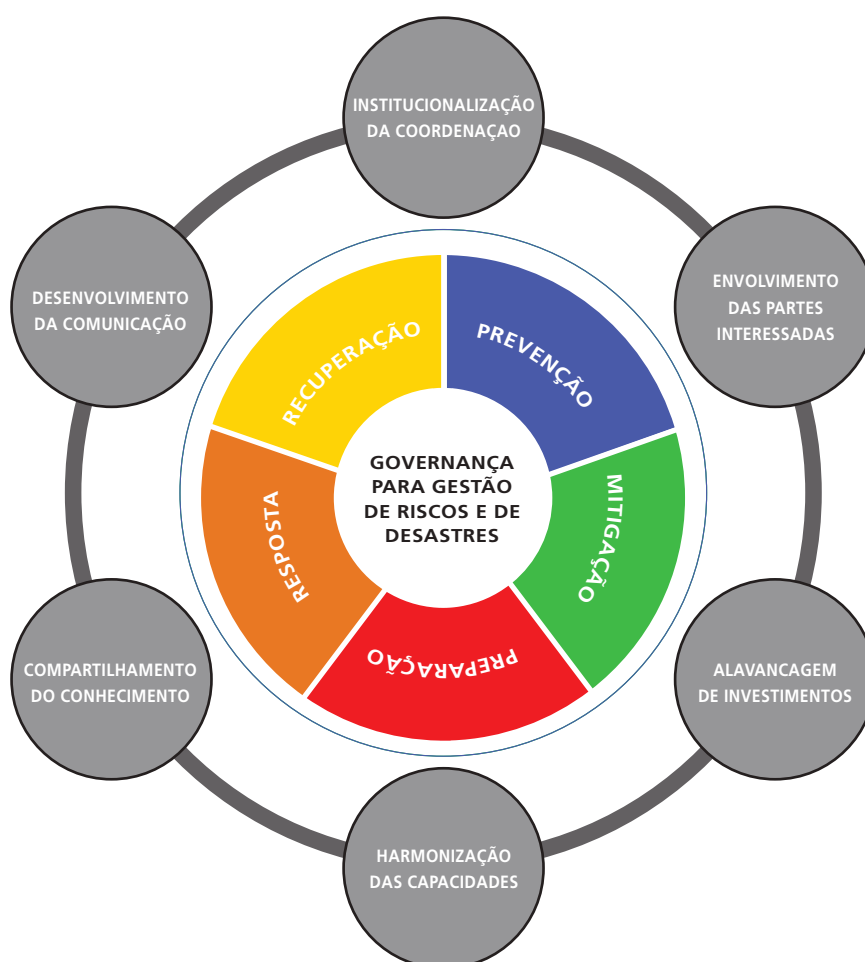 INSTITUCIONALIZAÇÃO
DA COORDENAÇAO
ENVOLVIMENTO
DAS PARTES
INTERESSADAS
ALAVANCAGEM
DE INVESTIMENTOS
HARMONIZAÇÃO
DAS CAPACIDADES
COMPARTILHAMENTO
DO CONHECIMENTO
DESENVOLVIMENTO
DA COMUNICAÇÃO
PREVENÇÃO
MITIGAÇÃO
PREPARAÇÃO
RESPOSTA
RECUPERAÇÃO
GOVERNANÇA
PARA GESTÃO
DE RISCOS E DE
DESASTRES